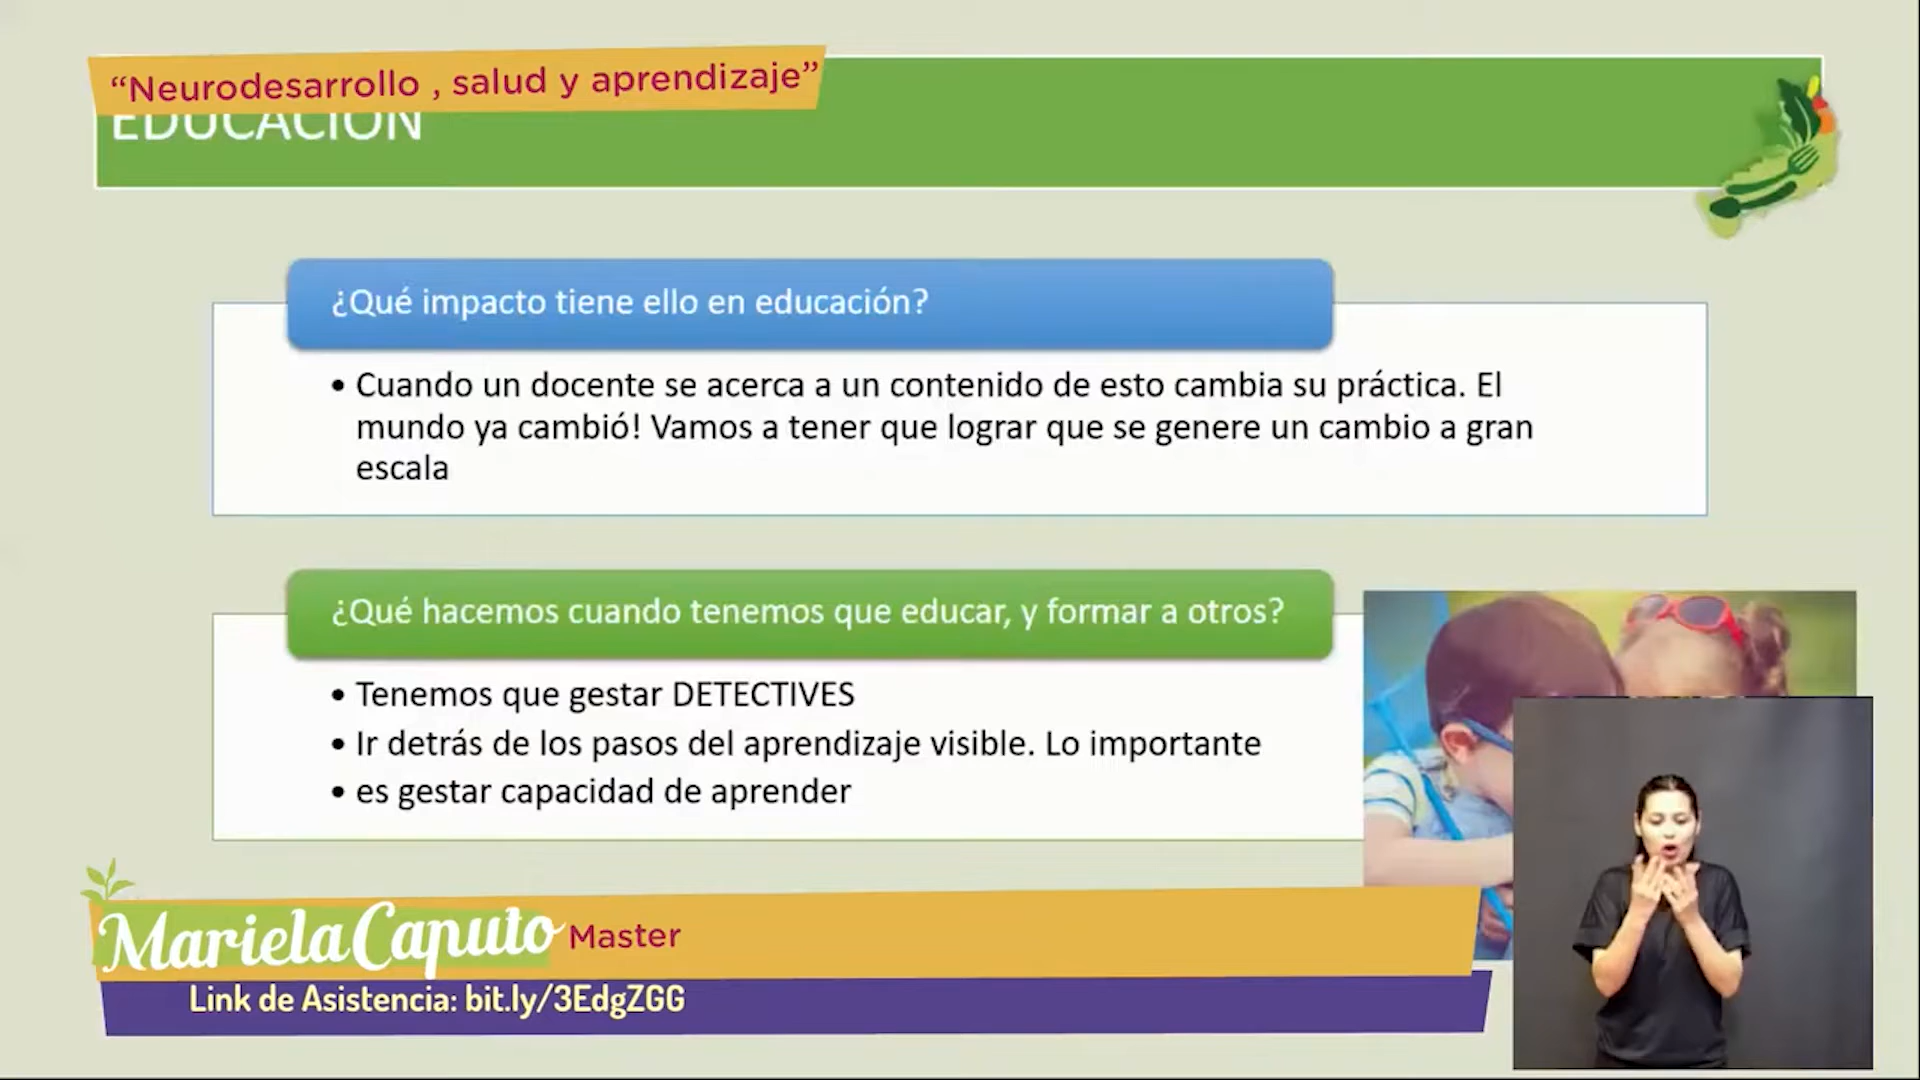 “Neurodesarrollo , salud y aprendizaje”
EDUCACIÓN
¿Qué impacto tiene ello en educación?
• Cuando un docente se acerca a un contenido de esto cambia su práctica. El
mundo ya cambió! Vamos a tener que lograr que se genere un cambio a gran
escala
¿Qué hacemos cuando tenemos que educar, y formar a otros?
• Tenemos que gestar DETECTIVES
• Ir detrás de los pasos del aprendizaje visible. Lo importante
• es gestar capacidad de aprender
Mariela Caputo Master
Link de Asistencia: bit.ly/3EdgZGG